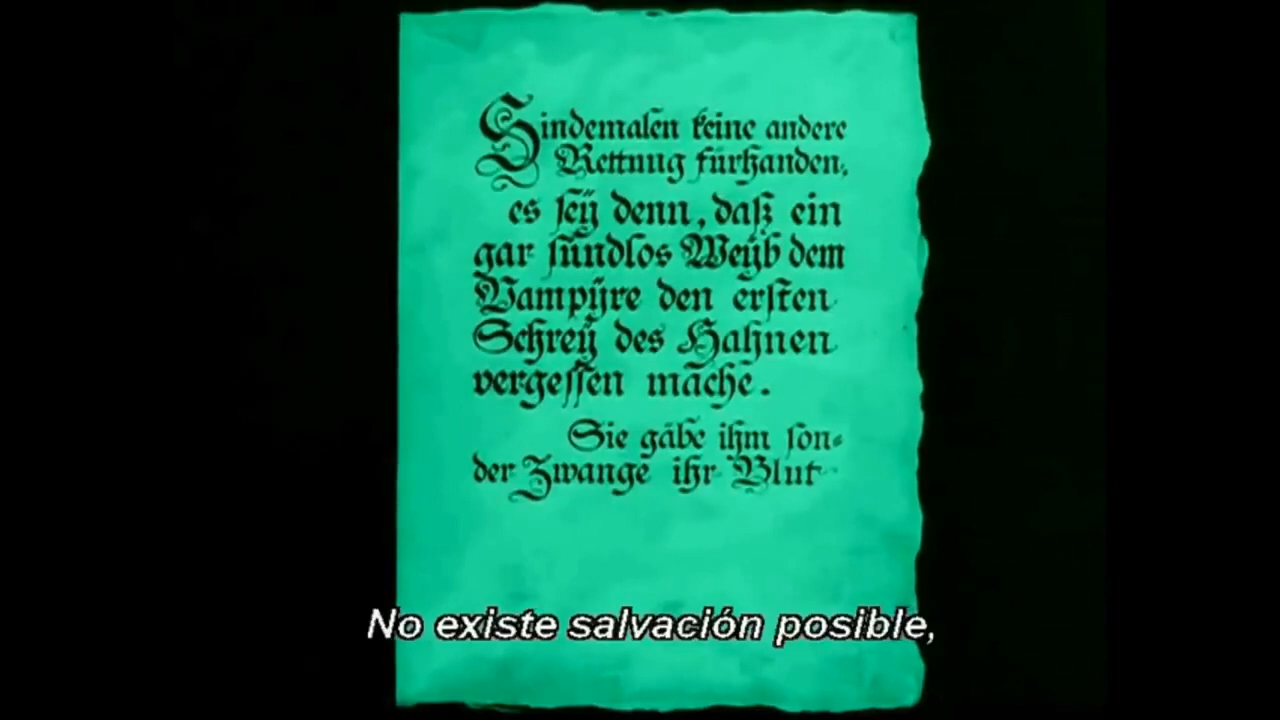 Sindemalen keine andere
Rettnug fürhanden,
es sey denn, daß ein
gar sündlos Weyb dem
Vampyre den ersten
Schrey des Hahnen
vergessen mache.
Sie gäbe ihm son-
der Zwange ihr Blut
No existe salvación posible,